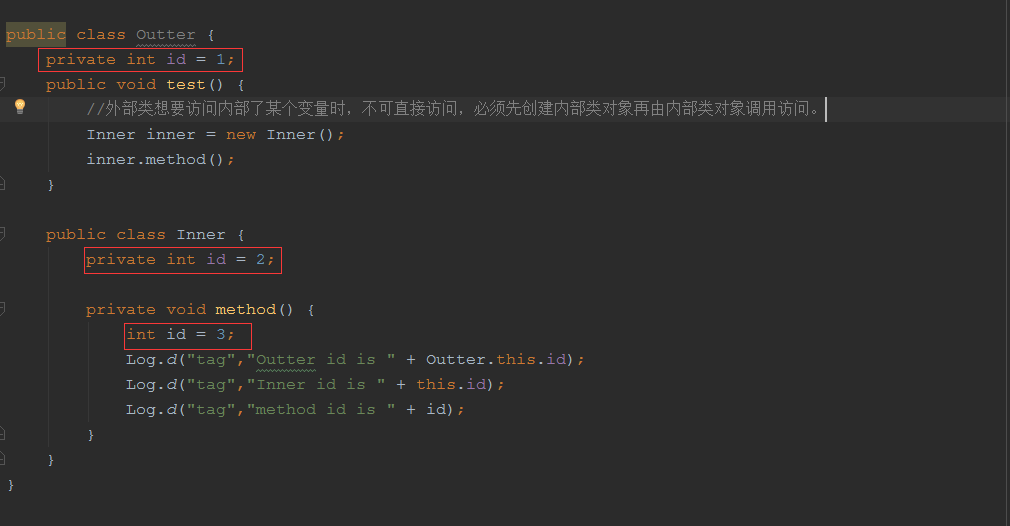 public class Outter {
    private int id = 1;
    public void test() {
        //外部类想要访问内部了某个变量时，不可直接访问，必须先创建内部类对象再由内部类对象调用访问。
        Inner inner = new Inner();
        inner.method();
    }
    public class Inner {
        private int id = 2;
        private void method() {
            int id = 3;
            Log.d("tag","Outter id is " + Outter.this.id);
            Log.d("tag","Inner id is " + this.id);
            Log.d("tag","method id is " + id);
        }
    }
}